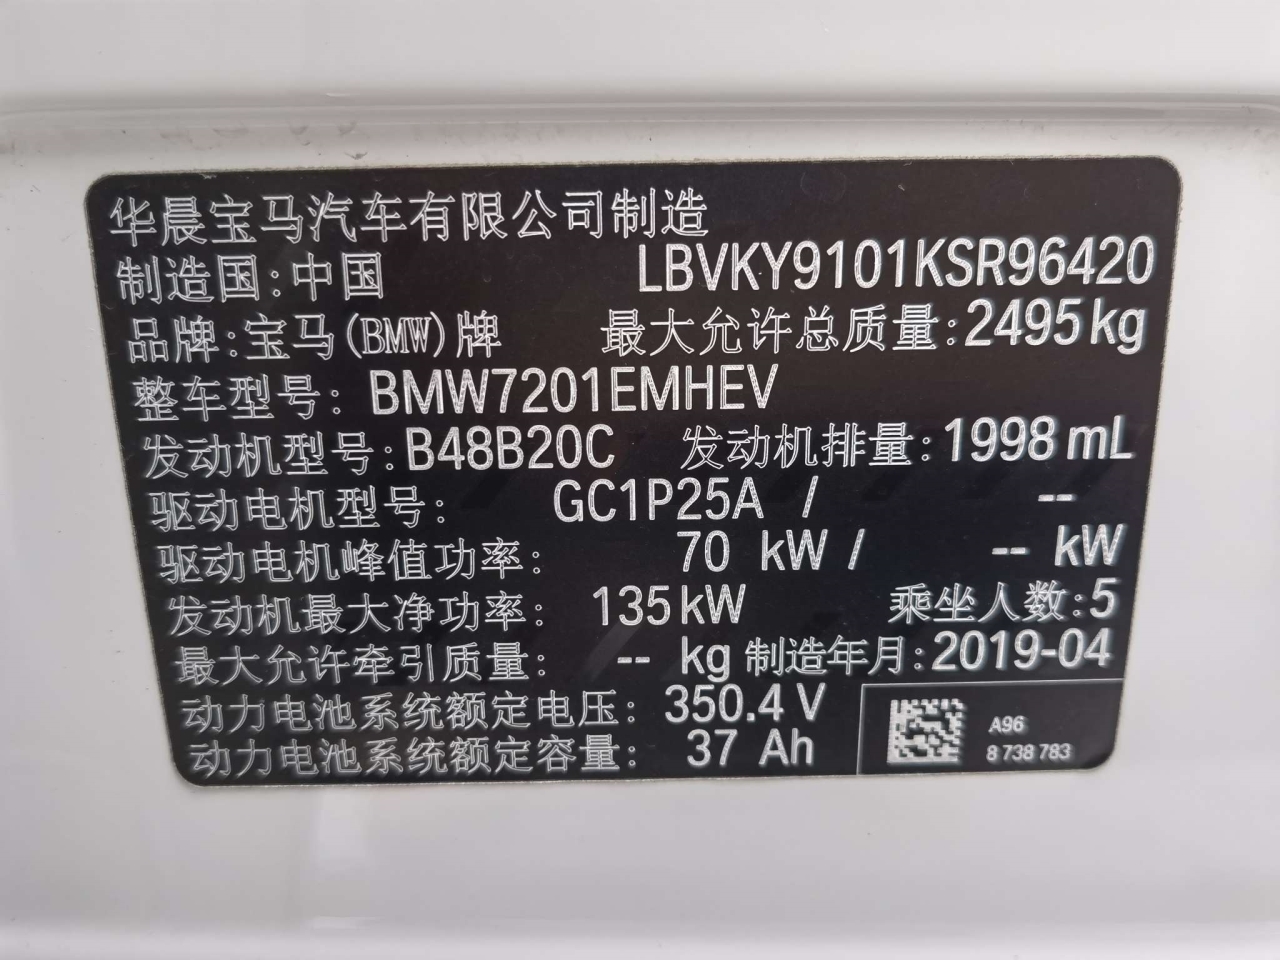 华晨宝马汽车有限公司制造
制造国:中国 LBVKY9101KSR96420
品牌:宝马(BMW)牌 最大允许总质量:2495kg
整车型号: BMW7201EMHEV
发动机型号:B48B20C 发动机排量:1998 mL
驱动电机型号: GC1P25A / --
驱动电机峰值功率: 70 kW / -- kW
发动机最大净功率: 135kW 乘坐人数:5
最大允许牵引质量: -- kg 制造年月:2019-04
动力电池系统额定电压: 350.4 V
动力电池系统额定容量: 37 Ah
A96
8 738 783